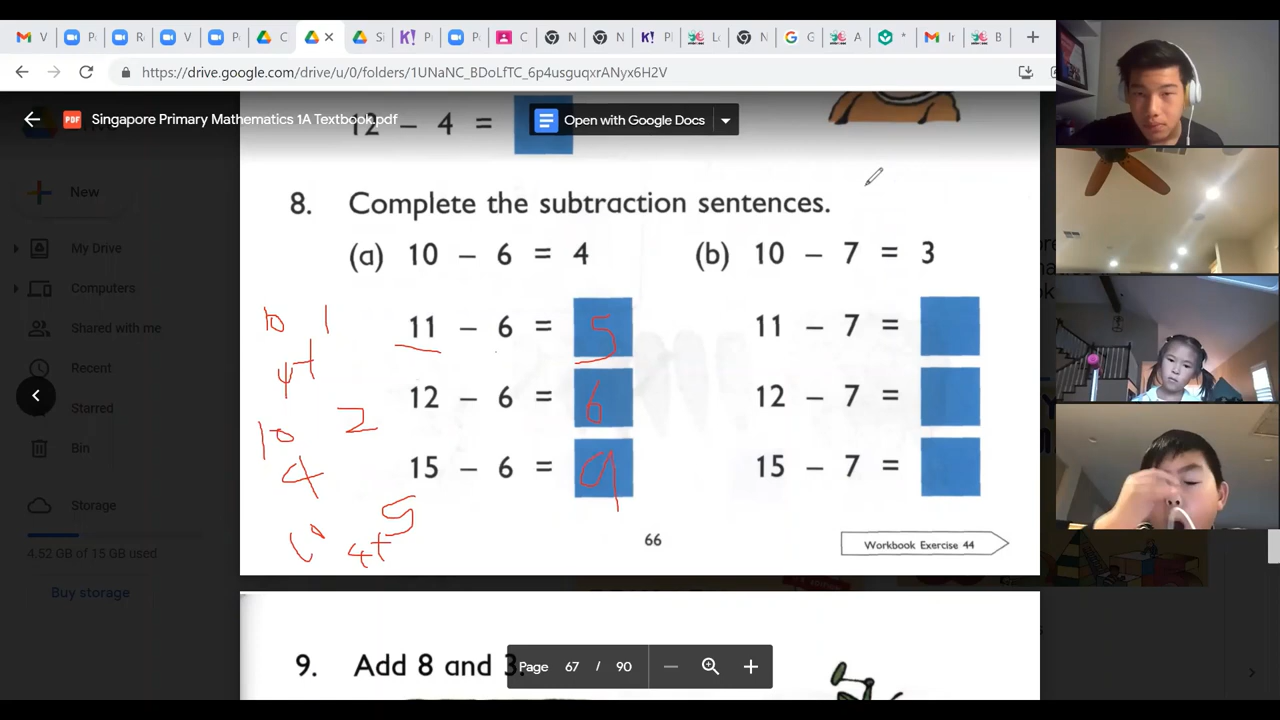 https://drive.google.com/drive/u/0/folders/1UNaNC_BDoLfTC_6p4usguqxrANyx6H2V
Singapore Primary Mathematics 1A Textbook.pdf
Open with Google Docs
12 - 4 =
New
My Drive
Computers
Shared with me
Recent
Starred
Bin
Storage
4.52 GB of 15 GB used
Buy storage
8. Complete the subtraction sentences.
(a) 10 - 6 = 4
(b) 10 - 7 = 3
10 1
11 - 6 = 5
11 - 7 =
4+
10 2
12 - 6 = 6
12 - 7 =
4
15 - 6 = 9
15 - 7 =
10 4+5
66
Workbook Exercise 44
9. Add 8 and 3.
Page 67 / 90